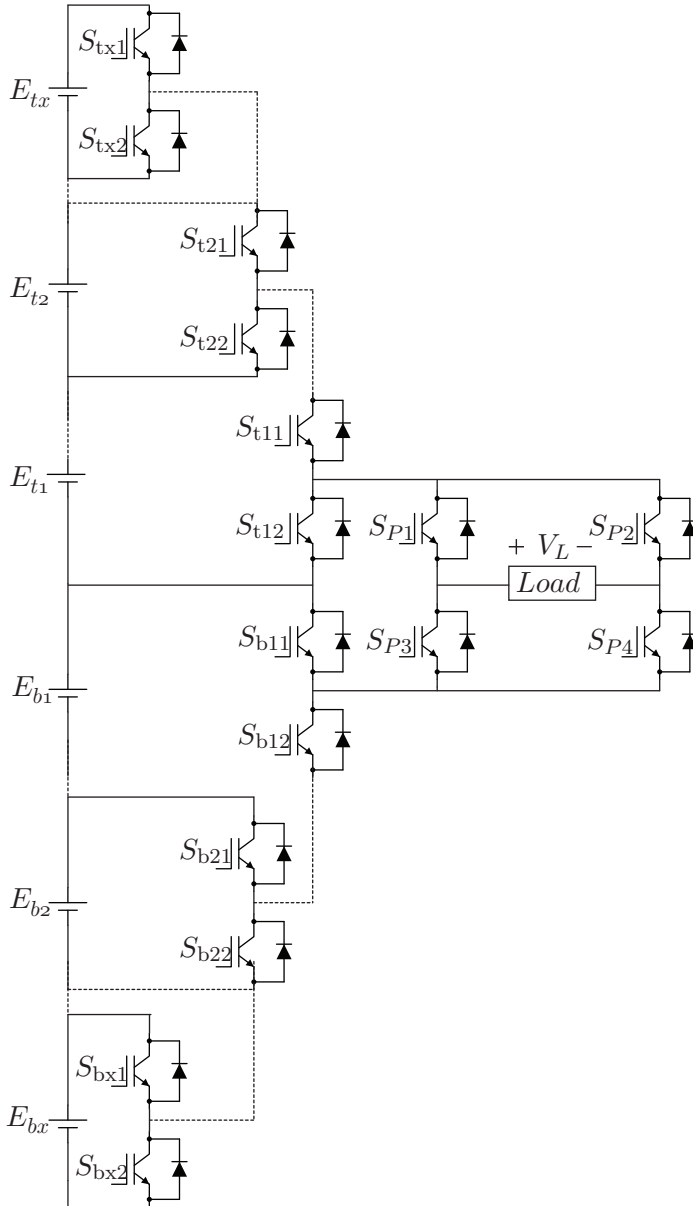 S_tx1
E_tx
S_tx2
S_t21
E_t2
S_t22
S_t11
E_t1
S_t12
S_P1
+ V_L −
S_P2
Load
S_b11
S_P3
S_P4
E_b1
S_b12
S_b21
E_b2
S_b22
S_bx1
E_bx
S_bx2